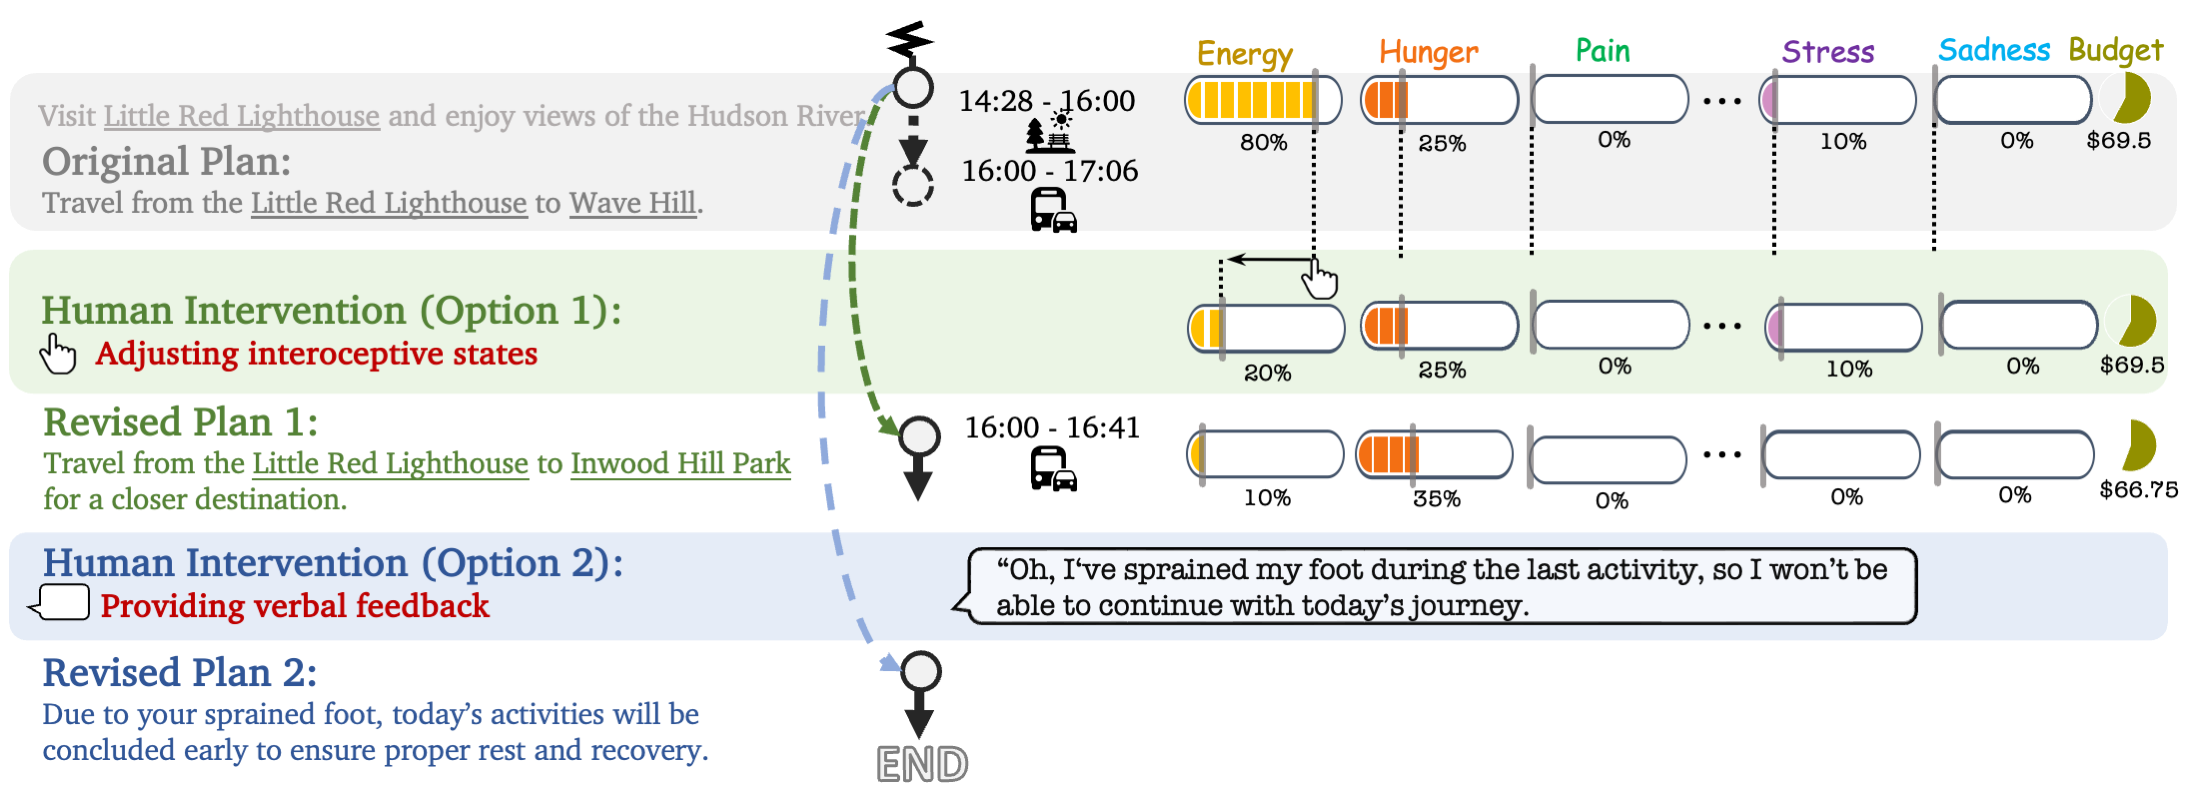 Energy Hunger Pain Stress Sadness Budget
Visit Little Red Lighthouse and enjoy views of the Hudson River
14:28 - 16:00
80% 25% 0% ... 10% 0% $69.5
Original Plan:
16:00 - 17:06
Travel from the Little Red Lighthouse to Wave Hill.
Human Intervention (Option 1):
Adjusting interoceptive states
20% 25% 0% ... 10% 0% $69.5
Revised Plan 1:
16:00 - 16:41
Travel from the Little Red Lighthouse to Inwood Hill Park
for a closer destination.
10% 35% 0% ... 0% 0% $66.75
Human Intervention (Option 2):
Providing verbal feedback
“Oh, I‘ve sprained my foot during the last activity, so I won’t be
able to continue with today’s journey.
Revised Plan 2:
Due to your sprained foot, today’s activities will be
concluded early to ensure proper rest and recovery.
END